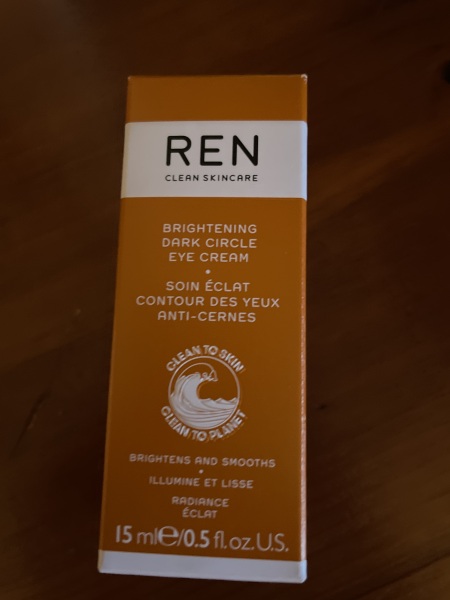 REN
CLEAN SKINCARE
BRIGHTENING
DARK CIRCLE
EYE CREAM
•
SOIN ÉCLAT
CONTOUR DES YEUX
ANTI-CERNES
CLEAN TO SKIN
CLEAN TO PLANET
BRIGHTENS AND SMOOTHS
•
ILLUMINE ET LISSE
RADIANCE
ÉCLAT
15 ml℮/0.5 fl. oz. U.S.